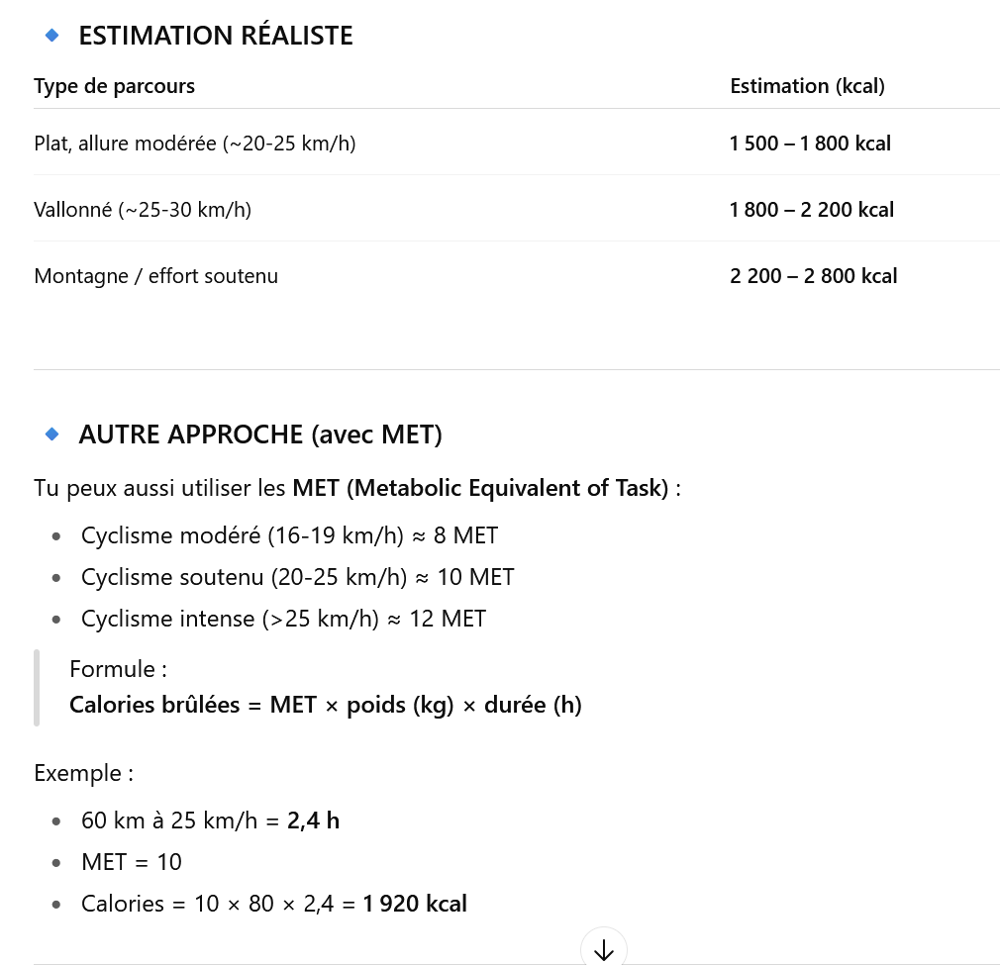 ESTIMATION RÉALISTE
Type de parcours Estimation (kcal)
Plat, allure modérée (~20-25 km/h) 1 500 – 1 800 kcal
Vallonné (~25-30 km/h) 1 800 – 2 200 kcal
Montagne / effort soutenu 2 200 – 2 800 kcal
AUTRE APPROCHE (avec MET)
Tu peux aussi utiliser les MET (Metabolic Equivalent of Task) :
• Cyclisme modéré (16-19 km/h) ≈ 8 MET
• Cyclisme soutenu (20-25 km/h) ≈ 10 MET
• Cyclisme intense (>25 km/h) ≈ 12 MET
Formule :
Calories brûlées = MET × poids (kg) × durée (h)
Exemple :
• 60 km à 25 km/h = 2,4 h
• MET = 10
• Calories = 10 × 80 × 2,4 = 1 920 kcal